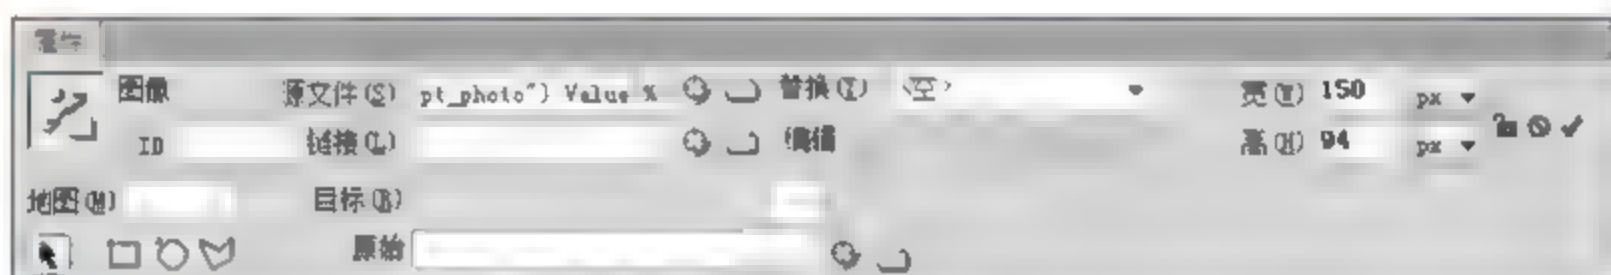 属性
图像 源文件(S) pt_photo") Value % 替换(T) <空> 宽(W) 150 px
ID 链接(L) 编辑 高(H) 94 px
地图(M) 目标(R)
原始